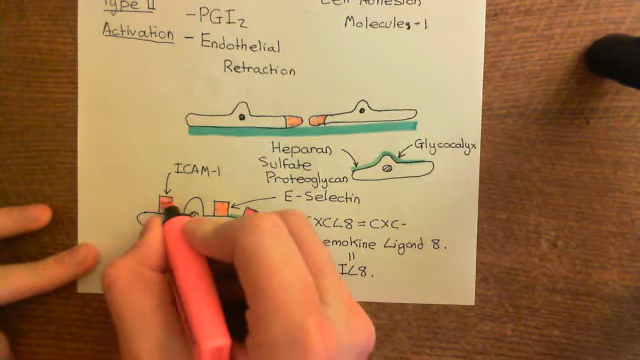 Type II
Activation
-PGI2
- Endothelial
Retraction
Cell Adhesion
Molecules-1
Heparan
Sulfate
Proteoglycan
Glycocalyx
ICAM-1
E-Selectin
CXCL8 = CXC-
hemokine Ligand 8.
=
IL8.